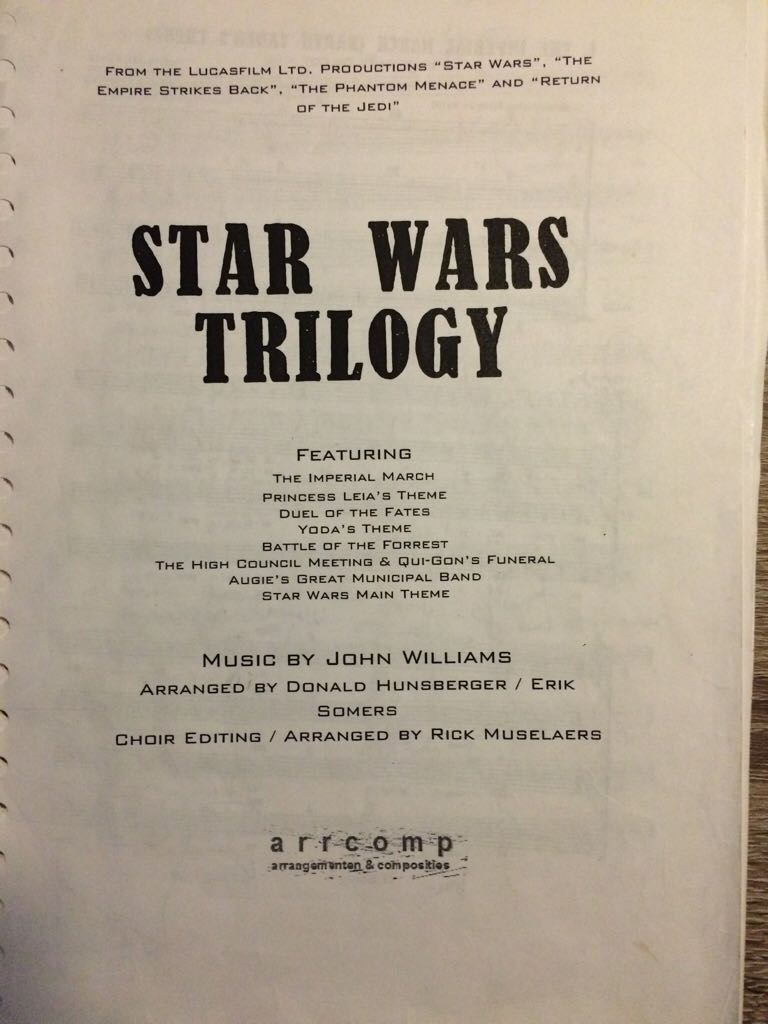 From the Lucasfilm Ltd. Productions "Star Wars", "The
Empire Strikes Back", "The Phantom Menace" and "Return
of the Jedi"
STAR WARS
TRILOGY
Featuring
The Imperial March
Princess Leia's Theme
Duel of the Fates
Yoda's Theme
Battle of the Forrest
The High Council Meeting & Qui-Gon's Funeral
Augie's Great Municipal Band
Star Wars Main Theme
Music by John Williams
Arranged by Donald Hunsberger / Erik
Somers
Choir Editing / Arranged by Rick Muselaers
arrcomp
arrangementen & composities